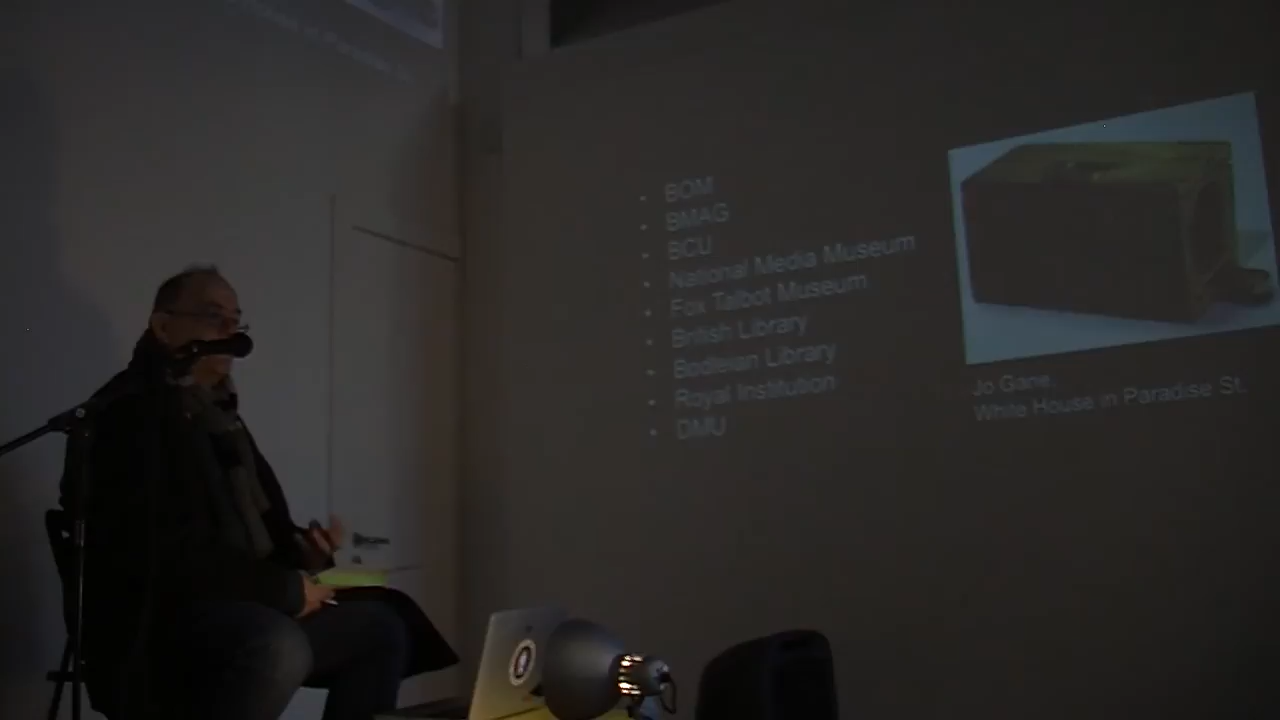 BOM
BMAG
BCU
National Media Museum
Fox Talbot Museum
British Library
Bodleian Library
Royal Institution
DMU
Jo Gane,
White House in Paradise St.